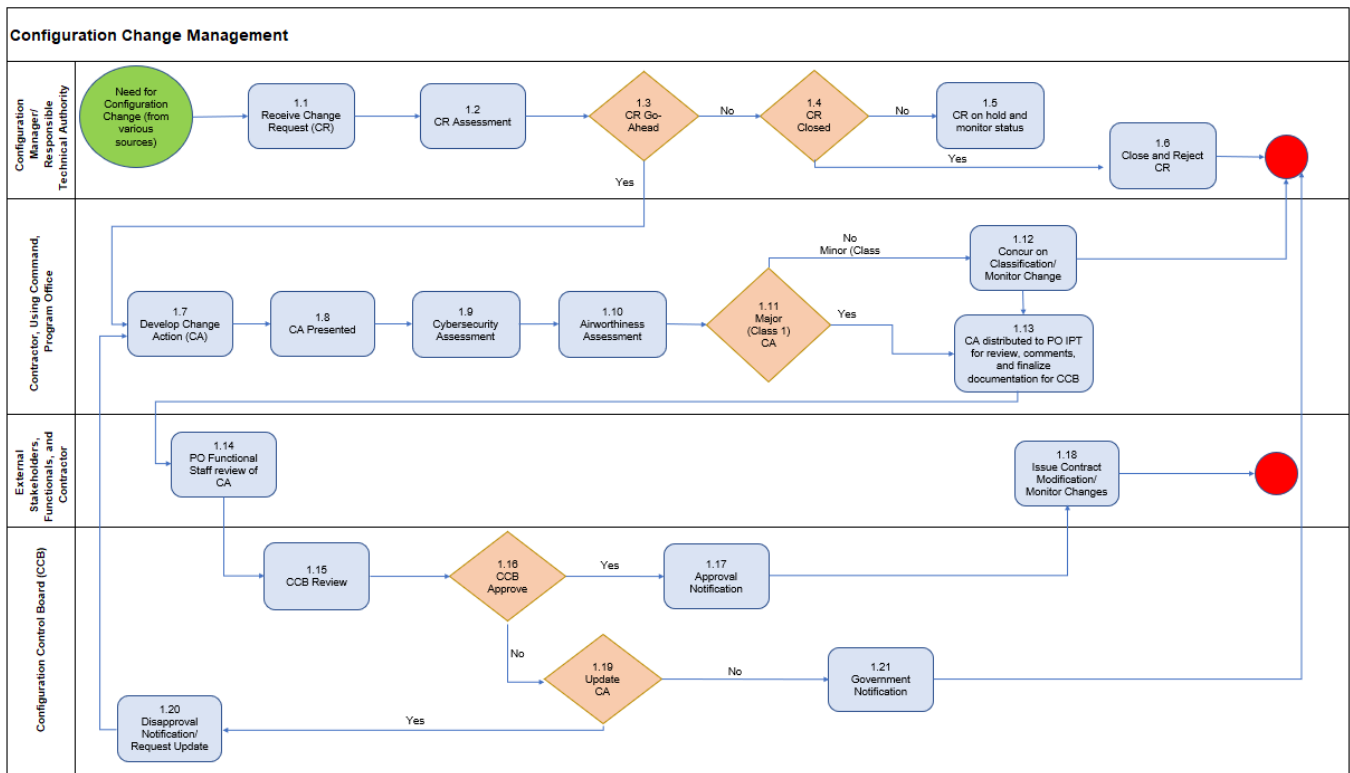 Configuration Change Management
Configuration
Manager/
Responsible
Technical Authority
Need for
Configuration
Change (from
various
sources)
1.1
Receive Change
Request (CR)
1.2
CR Assessment
1.3
CR Go-
Ahead
No
1.4
CR
Closed
No
1.5
CR on hold and
monitor status
Yes
1.6
Close and Reject
CR
Yes
Contractor, Using Command,
Program Office
1.7
Develop Change
Action (CA)
1.8
CA Presented
1.9
Cybersecurity
Assessment
1.10
Airworthiness
Assessment
1.11
Major
(Class 1)
CA
No
Minor (Class
1.12
Concur on
Classification/
Monitor Change
Yes
1.13
CA distributed to PO IPT
for review, comments,
and finalize
documentation for CCB
External
Stakeholders,
Functionals, and
Contractor
1.14
PO Functional
Staff review of
CA
1.18
Issue Contract
Modification/
Monitor Changes
Configuration Control Board (CCB)
1.15
CCB Review
1.16
CCB
Approve
Yes
1.17
Approval
Notification
No
1.19
Update
CA
No
1.21
Government
Notification
Yes
1.20
Disapproval
Notification/
Request Update